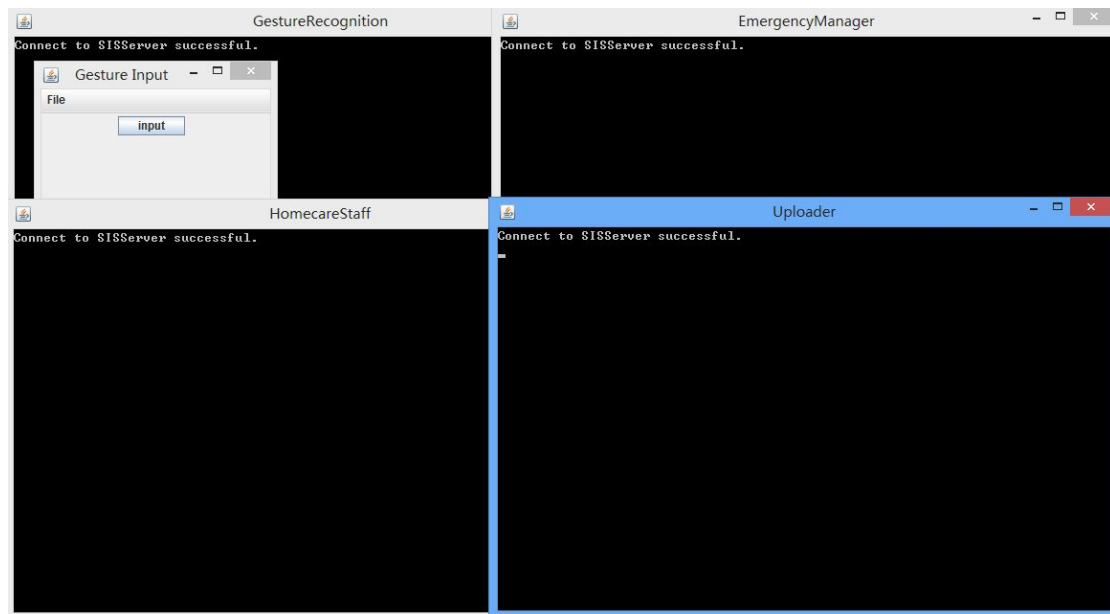 GestureRecognition
Connect to SISServer successful.
Gesture Input
File
input
EmergencyManager
Connect to SISServer successful.
HomecareStaff
Connect to SISServer successful.
Uploader
Connect to SISServer successful.